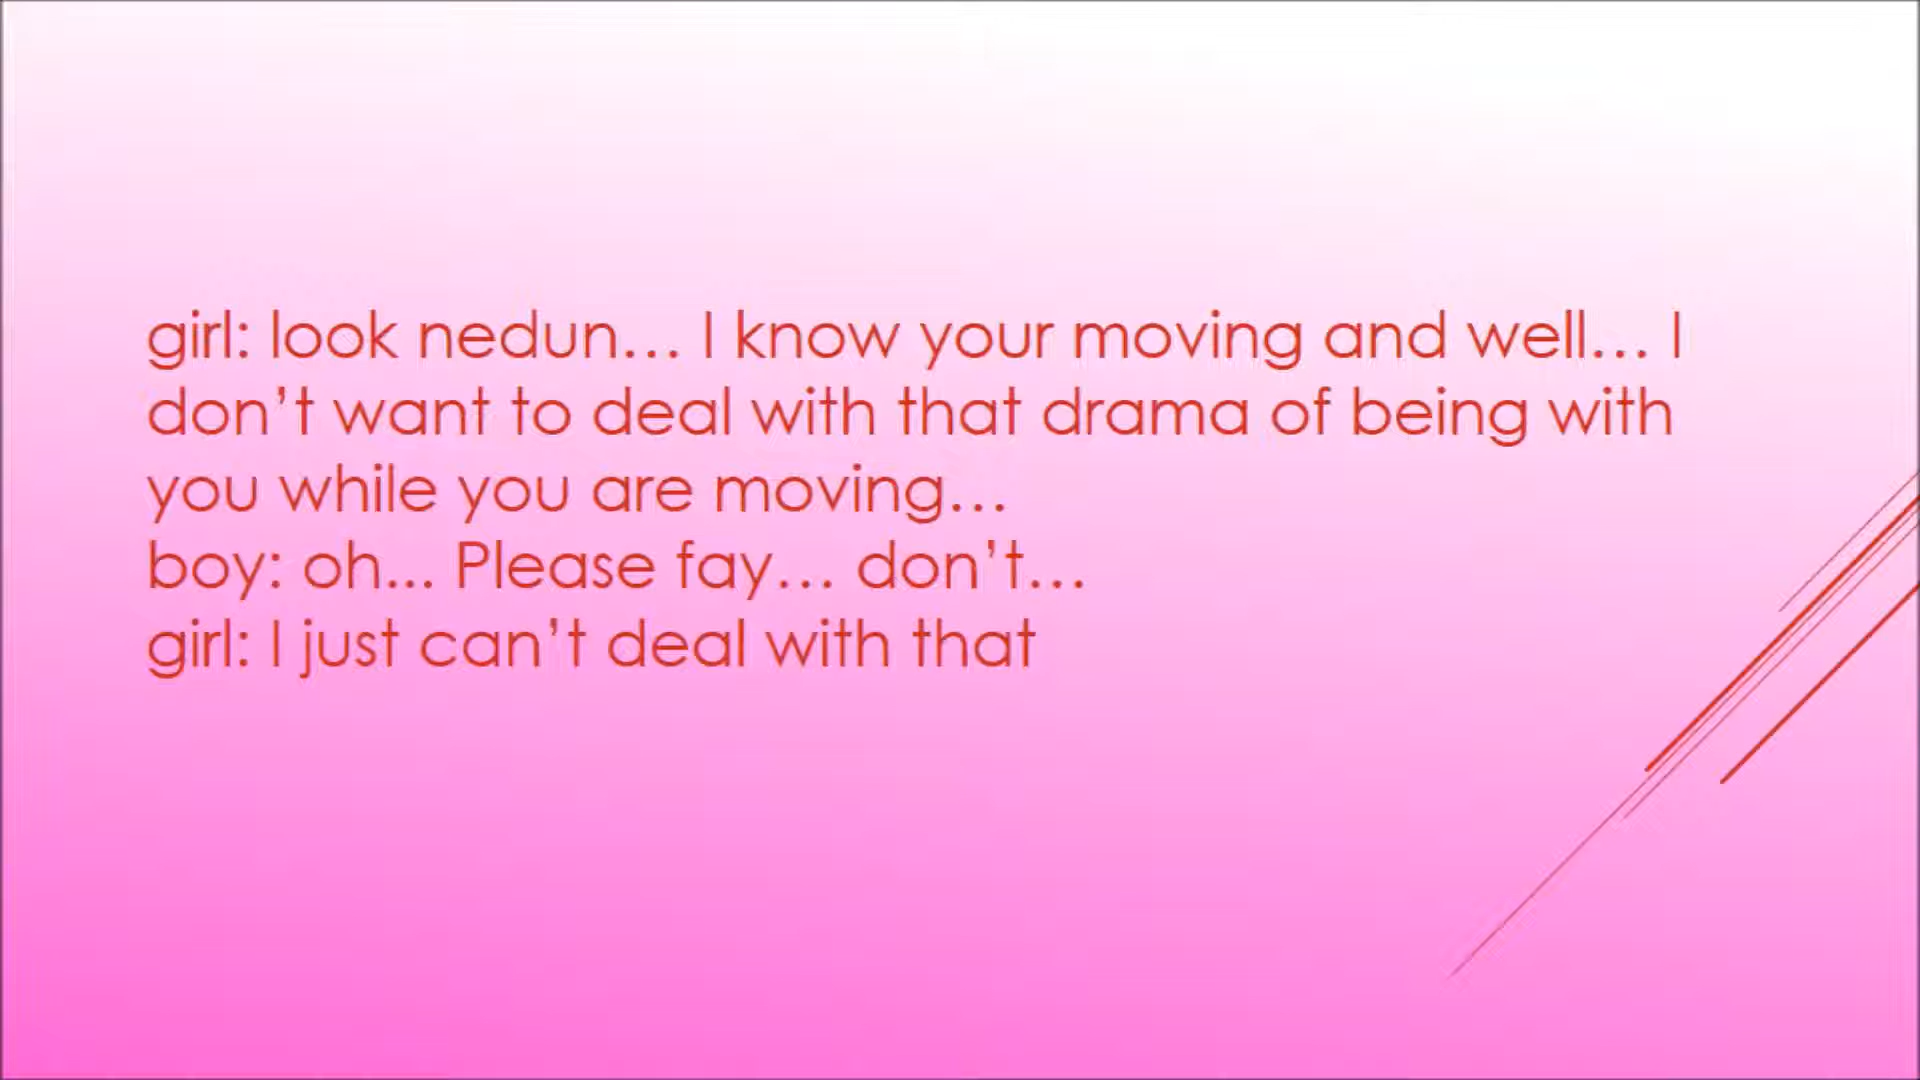 girl: look nedun… I know your moving and well… I
don’t want to deal with that drama of being with
you while you are moving…
boy: oh... Please fay… don’t…
girl: I just can’t deal with that